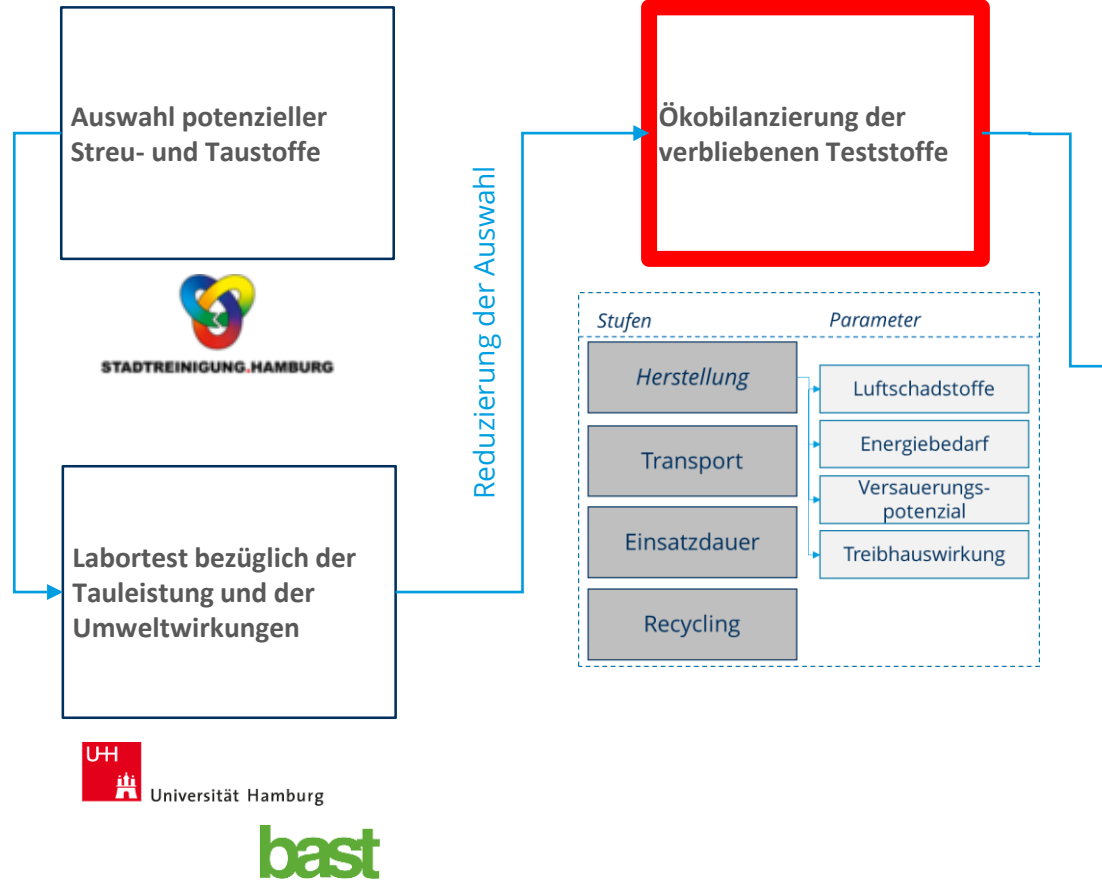 Auswahl potenzieller
Streu- und Taustoffe
STADTREINIGUNG.HAMBURG
Labortest bezüglich der
Tauleistung und der
Umweltwirkungen
UHH
Universität Hamburg
bast
Reduzierung der Auswahl
Ökobilanzierung der
verbliebenen Teststoffe
Stufen
Parameter
Herstellung
Transport
Einsatzdauer
Recycling
Luftschadstoffe
Energiebedarf
Versauerungs-
potenzial
Treibhauswirkung